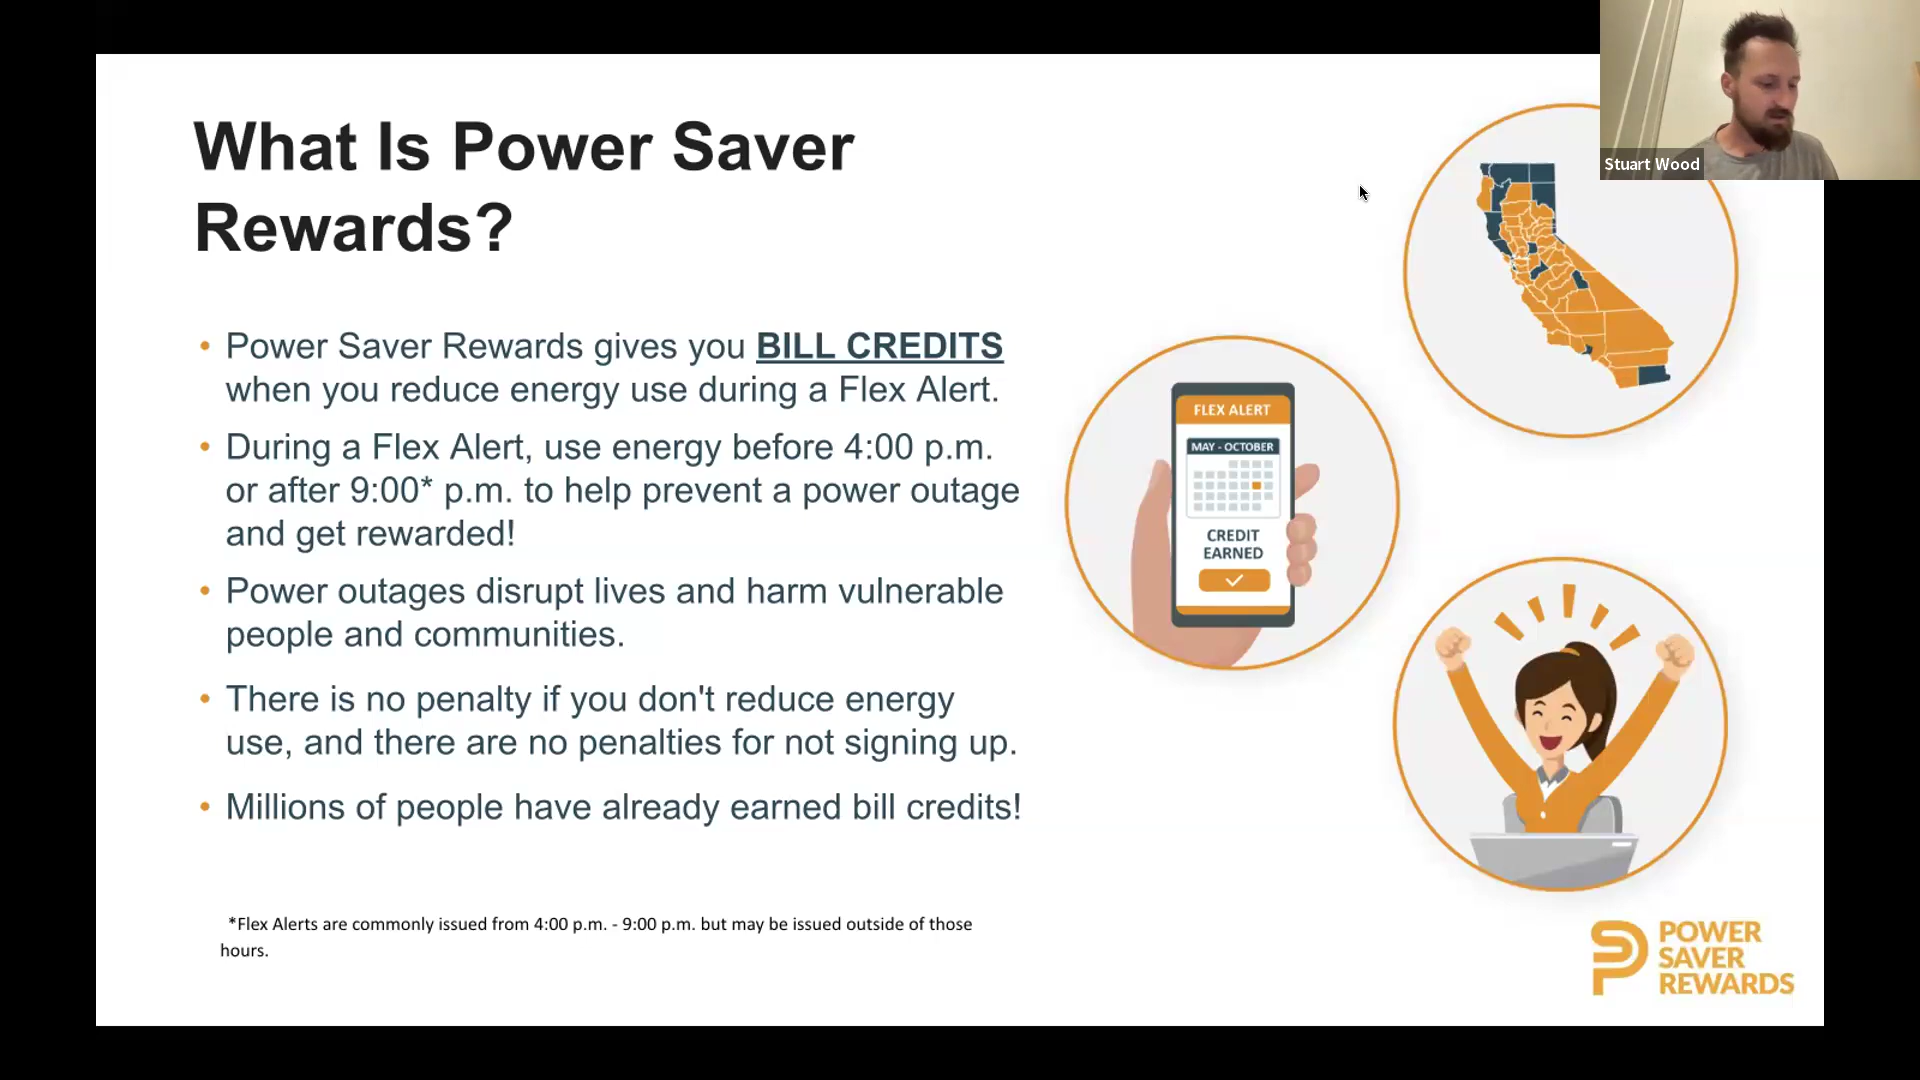 Stuart Wood
What Is Power Saver
Rewards?
• Power Saver Rewards gives you BILL CREDITS
when you reduce energy use during a Flex Alert.
• During a Flex Alert, use energy before 4:00 p.m.
or after 9:00* p.m. to help prevent a power outage
and get rewarded!
• Power outages disrupt lives and harm vulnerable
people and communities.
• There is no penalty if you don't reduce energy
use, and there are no penalties for not signing up.
• Millions of people have already earned bill credits!
*Flex Alerts are commonly issued from 4:00 p.m. - 9:00 p.m. but may be issued outside of those
hours.
FLEX ALERT
MAY - OCTOBER
CREDIT
EARNED
POWER
SAVER
REWARDS